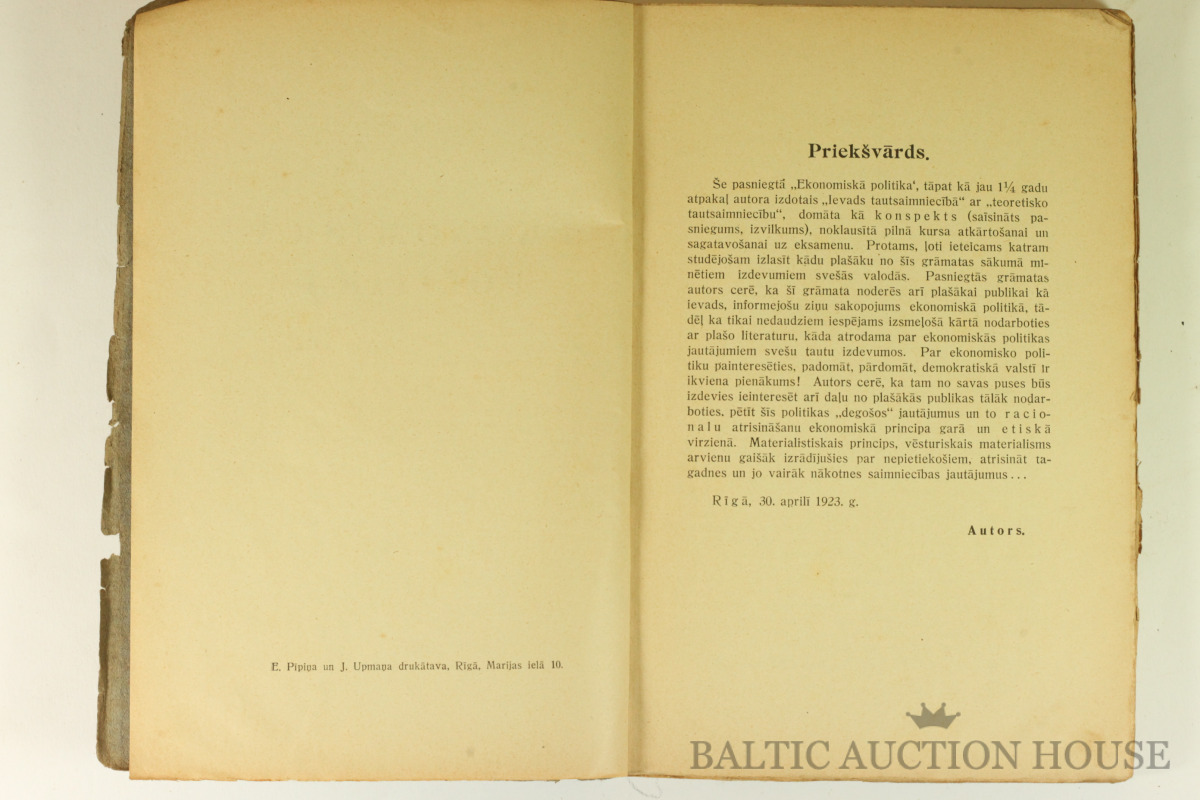 E. Pīpiņa un J. Upmaņa drukātava, Rīgā, Marijas ielā 10.
Priekšvārds.
Še pasniegtā „Ekonomiskā politika‘, tāpat kā jau 1¼ gadu
atpakaļ autora izdotais „Ievads tautsaimniecībā“ ar „teoretisko
tautsaimniecību“, domāta kā konspekts (saīsināts pa-
sniegums, izvilkums), noklausītā pilnā kursa atkārtošanai un
sagatavošanai uz eksamenu. Protams, ļoti ieteicams katram
studējošam izlasīt kādu plašāku no šīs grāmatas sākumā mi-
nētiem izdevumiem svešās valodās. Pasniegtās grāmatas
autors cerē, ka šī grāmata noderēs arī plašākai publikai kā
ievads, informejošu ziņu sakopojums ekonomiskā politikā, tā-
dēļ ka tikai nedaudziem iespējams izsmeļošā kārtā nodarboties
ar plašo literaturu, kāda atrodama par ekonomiskās politikas
jautājumiem svešu tautu izdevumos. Par ekonomisko poli-
tiku painteresēties, padomāt, pārdomāt, demokratiskā valstī ir
ikviena pienākums! Autors cerē, ka tam no savas puses būs
izdevies ieinteresēt arī daļu no plašākās publikas tālāk nodar-
boties, pētīt šīs politikas „degošos“ jautājumus un to racio-
nalu atrisināšanu ekonomiskā principa garā un etiskā
virzienā. Materialistiskais princips, vēsturiskais materialisms
arvienu gaišāk izrādījušies par nepietiekošiem, atrisināt ta-
gadnes un jo vairāk nākotnes saimniecības jautājumus...
Rīgā, 30. aprilī 1923. g.
Autors.
BALTIC AUCTION HOUSE